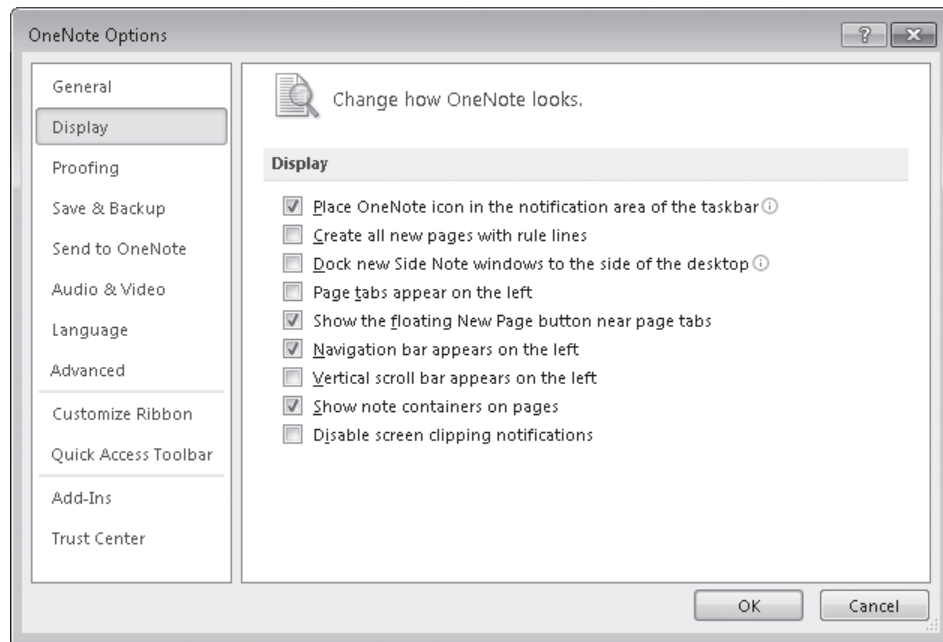 OneNote Options
General
Display
Proofing
Save & Backup
Send to OneNote
Audio & Video
Language
Advanced
Customize Ribbon
Quick Access Toolbar
Add-Ins
Trust Center
Change how OneNote looks.
Display
Place OneNote icon in the notification area of the taskbar
Create all new pages with rule lines
Dock new Side Note windows to the side of the desktop
Page tabs appear on the left
Show the floating New Page button near page tabs
Navigation bar appears on the left
Vertical scroll bar appears on the left
Show note containers on pages
Disable screen clipping notifications
OK
Cancel